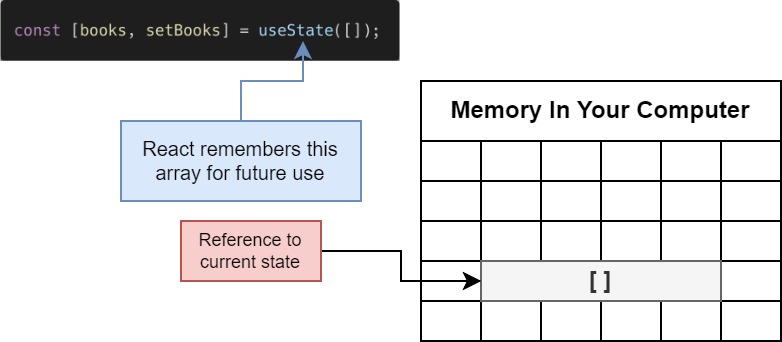 const [books, setBooks] = useState([]);
Memory In Your Computer
React remembers this
array for future use
Reference to
current state
[ ]